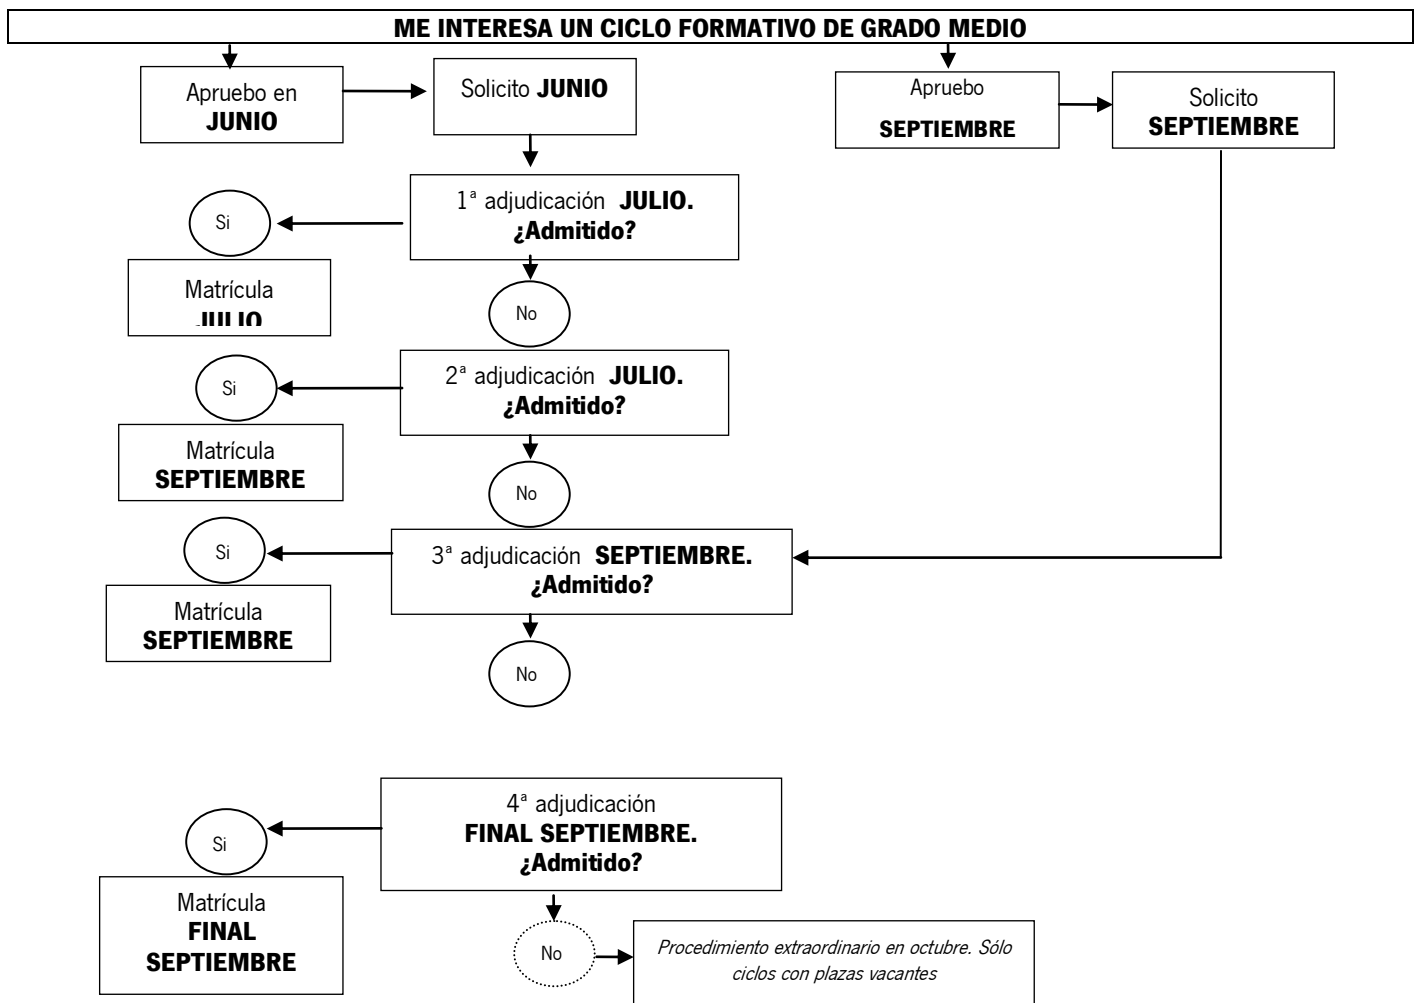 ME INTERESA UN CICLO FORMATIVO DE GRADO MEDIO
Apruebo en
JUNIO
Solicito JUNIO
Apruebo
SEPTIEMBRE
Solicito
SEPTIEMBRE
1ª adjudicación JULIO.
¿Admitido?
Si
Matrícula
JULIO
No
2ª adjudicación JULIO.
¿Admitido?
Si
Matrícula
SEPTIEMBRE
No
3ª adjudicación SEPTIEMBRE.
¿Admitido?
Si
Matrícula
SEPTIEMBRE
No
4ª adjudicación
FINAL SEPTIEMBRE.
¿Admitido?
Si
Matrícula
FINAL
SEPTIEMBRE
No
Procedimiento extraordinario en octubre. Sólo
ciclos con plazas vacantes